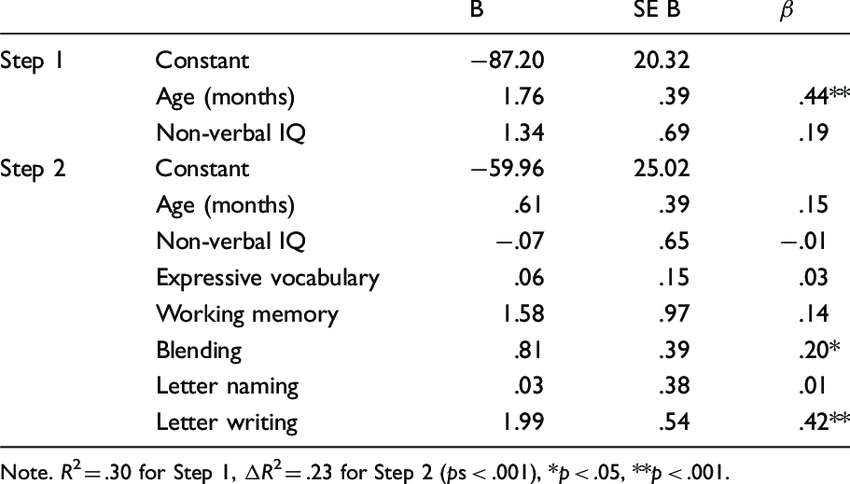 B SE B β
Step 1 Constant −87.20 20.32
Age (months) 1.76 .39 .44**
Non-verbal IQ 1.34 .69 .19
Step 2 Constant −59.96 25.02
Age (months) .61 .39 .15
Non-verbal IQ −.07 .65 −.01
Expressive vocabulary .06 .15 .03
Working memory 1.58 .97 .14
Blending .81 .39 .20*
Letter naming .03 .38 .01
Letter writing 1.99 .54 .42**
Note. R² = .30 for Step 1, ΔR² = .23 for Step 2 (ps < .001), *p < .05, **p < .001.